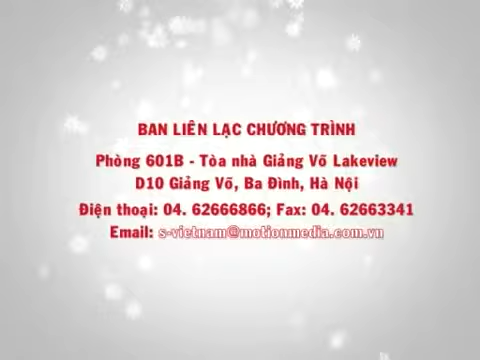 BAN LIÊN LẠC CHƯƠNG TRÌNH
Phòng 601B - Tòa nhà Giảng Võ Lakeview
D10 Giảng Võ, Ba Đình, Hà Nội
Điện thoại: 04. 62666866; Fax: 04. 62663341
Email: s-vietnam@motionmedia.com.vn